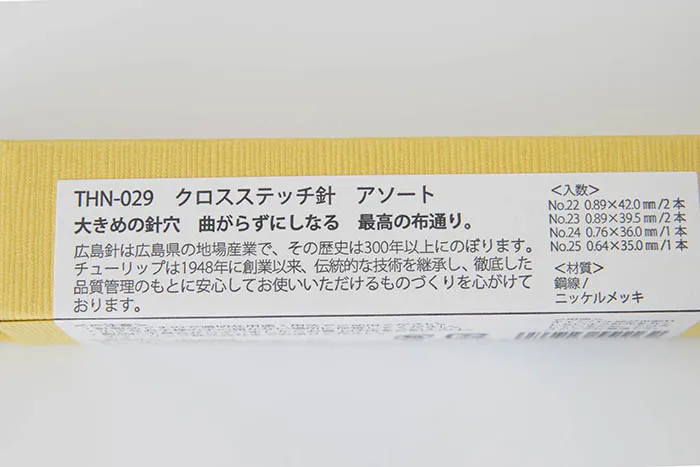 THN-029 クロスステッチ針 アソート
大きめの針穴 曲がらずにしなる 最高の布通り。
広島針は広島県の地場産業で、その歴史は300年以上にのぼります。
チューリップは1948年に創業以来、伝統的な技術を継承し、徹底した
品質管理のもとに安心してお使いいただけるものづくりを心がけて
おります。
<入数>
No.22 0.89×42.0㎜/2本
No.23 0.89×39.5㎜/2本
No.24 0.76×36.0㎜/1本
No.25 0.64×35.0㎜/1本
<材質>
鋼線/
ニッケルメッキ